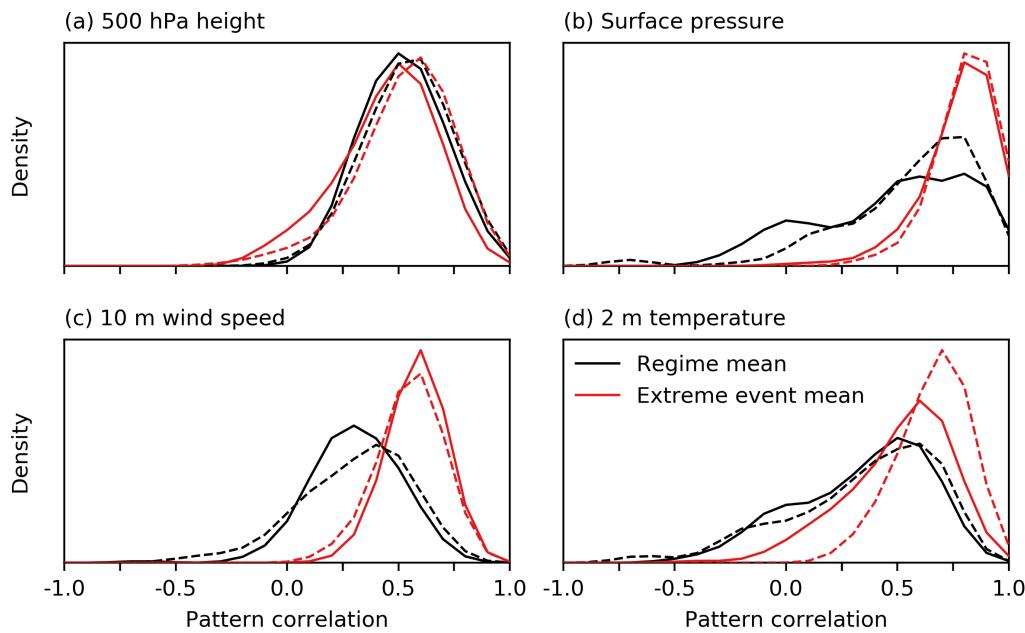 (a) 500 hPa height
(b) Surface pressure
Density
(c) 10 m wind speed
(d) 2 m temperature
Regime mean
Extreme event mean
Density
-1.0 -0.5 0.0 0.5 1.0
-1.0 -0.5 0.0 0.5 1.0
Pattern correlation
Pattern correlation